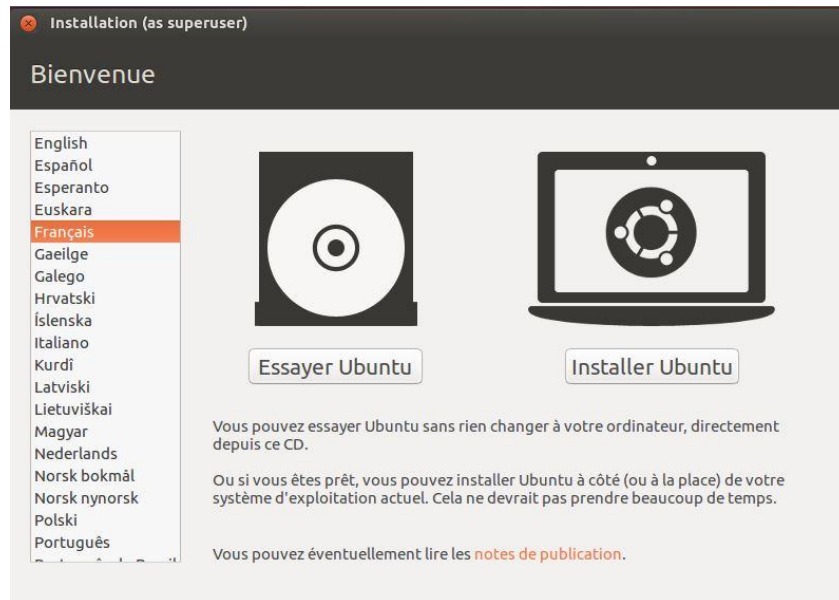 Installation (as superuser)
Bienvenue
English
Español
Esperanto
Euskara
Français
Gaeilge
Galego
Hrvatski
Íslenska
Italiano
Kurdî
Latviski
Lietuviškai
Magyar
Nederlands
Norsk bokmål
Norsk nynorsk
Polski
Português
Essayer Ubuntu
Installer Ubuntu
Vous pouvez essayer Ubuntu sans rien changer à votre ordinateur, directement
depuis ce CD.
Ou si vous êtes prêt, vous pouvez installer Ubuntu à côté (ou à la place) de votre
système d'exploitation actuel. Cela ne devrait pas prendre beaucoup de temps.
Vous pouvez éventuellement lire les notes de publication.